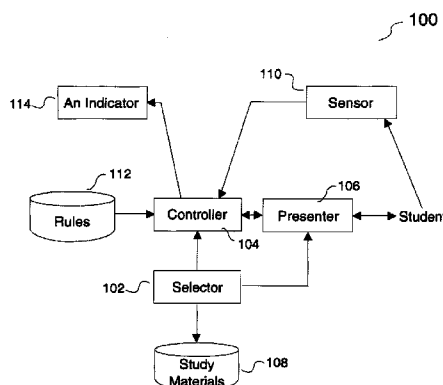 100
110
114
An Indicator
Sensor
112
106
Rules
Controller
Presenter
Student
104
102
Selector
Study
Materials
108